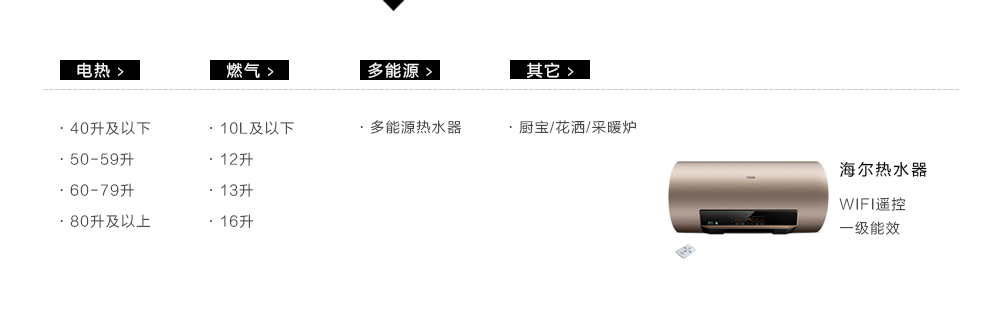 电热 >
燃气 >
多能源 >
其它 >
· 40升及以下
· 50-59升
· 60-79升
· 80升及以上
· 10L及以下
· 12升
· 13升
· 16升
· 多能源热水器
· 厨宝/花洒/采暖炉
海尔热水器
WIFI遥控
一级能效